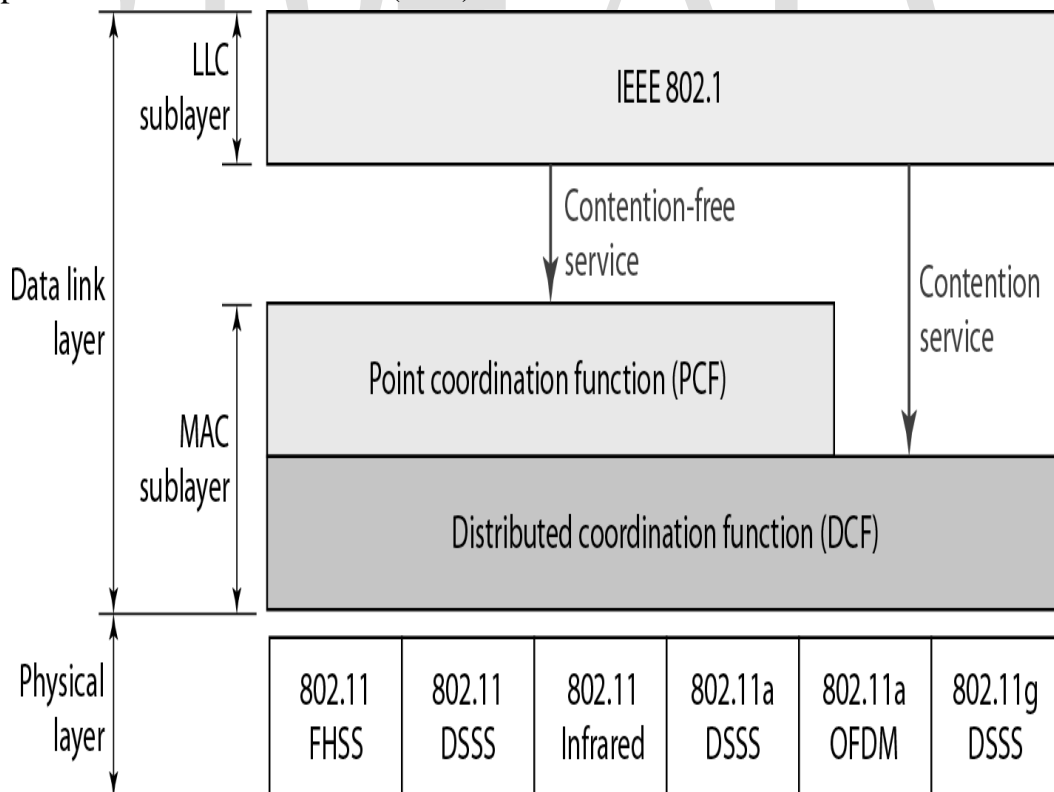 LLC
sublayer
IEEE 802.1
Contention-free
service
Data link
layer
Contention
service
Point coordination function (PCF)
MAC
sublayer
Distributed coordination function (DCF)
Physical
layer
802.11
FHSS
802.11
DSSS
802.11
Infrared
802.11a
DSSS
802.11a
OFDM
802.11g
DSSS